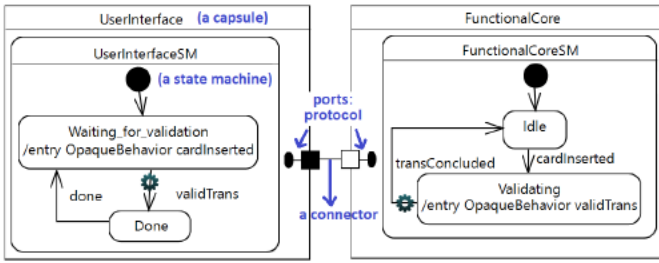 UserInterface (a capsule)
UserInterfaceSM
(a state machine)
Waiting_for_validation
/entry OpaqueBehavior cardInserted
done
validTrans
Done
ports:
protocol
a connector
FunctionalCore
FunctionalCoreSM
Idle
transConcluded
cardInserted
Validating
/entry OpaqueBehavior validTrans